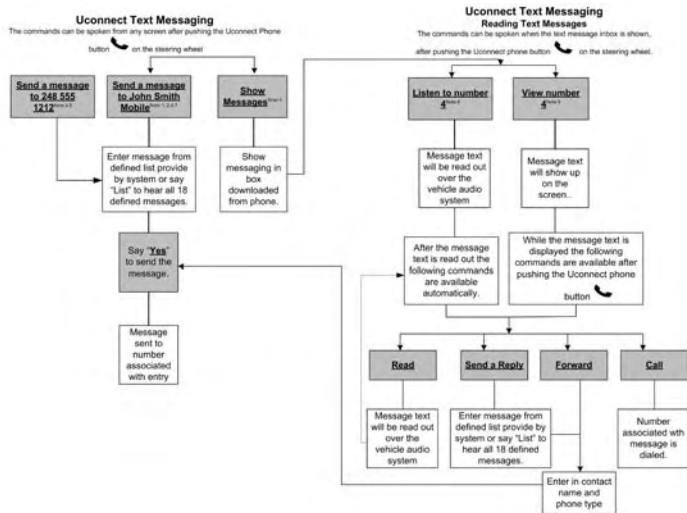 Uconnect Text Messaging
The commands can be spoken from any screen after pushing the Uconnect Phone
button on the steering wheel
Send a message
to 248 555
1212
Send a message
to John Smith
Mobile
Show
Messages
Enter message from
defined list provide
by system or say
"List" to hear all 18
defined messages.
Show
messaging in
box
downloaded
from phone.
Say "Yes"
to send the
message.
Message
sent to
number
associated
with entry
Uconnect Text Messaging
Reading Text Messages
The commands can be spoken when the text message inbox is shown,
after pushing the Uconnect phone button on the steering wheel.
Listen to number
4
View number
4
Message text
will be read out
over the
vehicle audio
system
Message text
will show up
on the
screen..
After the message
text is read out the
following commands
are available
automatically.
While the message text is
displayed the following
commands are available after
pushing the Uconnect phone
button
Read
Send a Reply
Forward
Call
Message text
will be read out
over the
vehicle audio
system
Enter message from
defined list provide by
system or say "List" to
hear all 18 defined
messages.
Number
associated wth
message is
dialed.
Enter in contact
name and
phone type